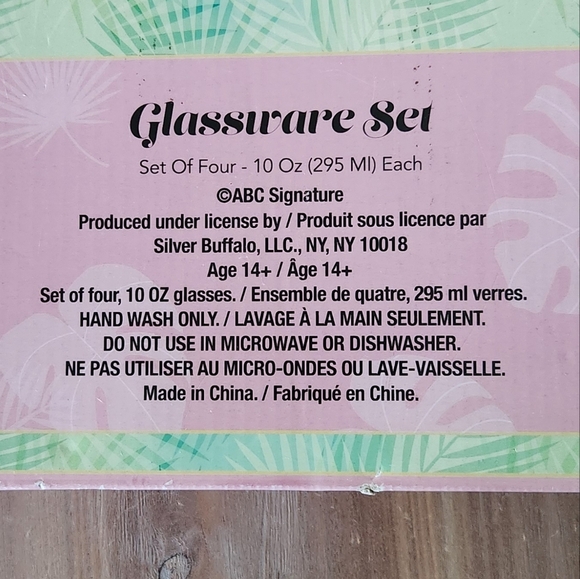 Glassware Set
Set Of Four - 10 Oz (295 Ml) Each
©ABC Signature
Produced under license by / Produit sous licence par
Silver Buffalo, LLC., NY, NY 10018
Age 14+ / Âge 14+
Set of four, 10 OZ glasses. / Ensemble de quatre, 295 ml verres.
HAND WASH ONLY. / LAVAGE À LA MAIN SEULEMENT.
DO NOT USE IN MICROWAVE OR DISHWASHER.
NE PAS UTILISER AU MICRO-ONDES OU LAVE-VAISSELLE.
Made in China. / Fabriqué en Chine.